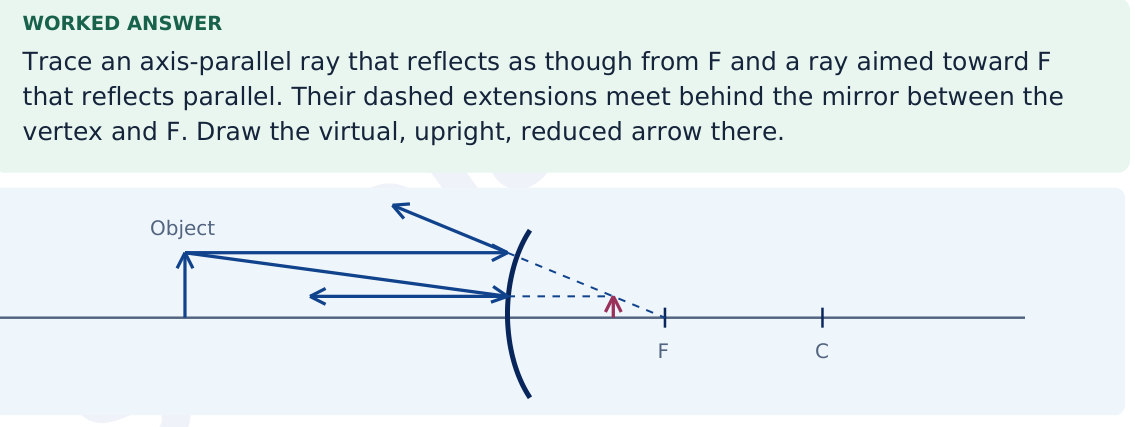 WORKED ANSWER
Trace an axis-parallel ray that reflects as though from F and a ray aimed toward F
that reflects parallel. Their dashed extensions meet behind the mirror between the
vertex and F. Draw the virtual, upright, reduced arrow there.
Object
F
C